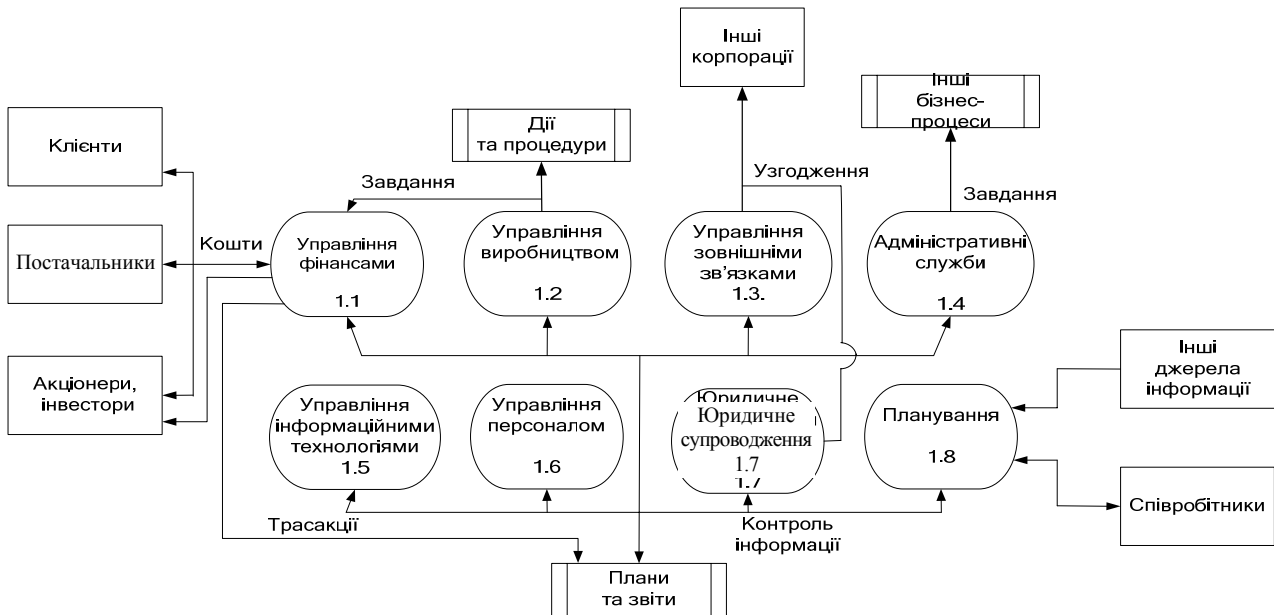 Інші
корпорації
Інші
бізнес-
процеси
Клієнти
Дії
та процедури
Завдання
Узгодження
Завдання
Постачальники
Кошти
Управління
фінансами
1.1
Управління
виробництвом
1.2
Управління
зовнішніми
зв'язками
1.3.
Адміністративні
служби
1.4
Акціонери,
інвестори
Управління
інформаційними
технологіями
1.5
Управління
персоналом
1.6
Юридичне
Юридичне
супроводження
1.7
1.7
Планування
1.8
Інші
джерела
інформації
Співробітники
Трасакції
Контроль
інформації
Плани
та звіти